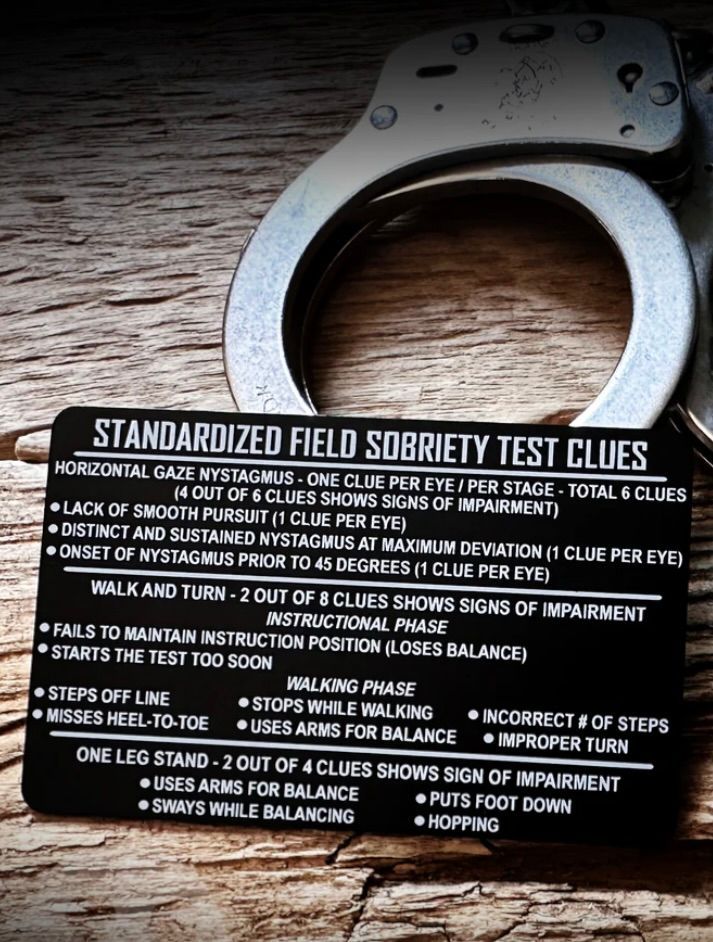 STANDARDIZED FIELD SOBRIETY TEST CLUES
HORIZONTAL GAZE NYSTAGMUS - ONE CLUE PER EYE / PER STAGE - TOTAL 6 CLUES
(4 OUT OF 6 CLUES SHOWS SIGNS OF IMPAIRMENT)
● LACK OF SMOOTH PURSUIT (1 CLUE PER EYE)
● DISTINCT AND SUSTAINED NYSTAGMUS AT MAXIMUM DEVIATION (1 CLUE PER EYE)
● ONSET OF NYSTAGMUS PRIOR TO 45 DEGREES (1 CLUE PER EYE)
WALK AND TURN - 2 OUT OF 8 CLUES SHOWS SIGNS OF IMPAIRMENT
INSTRUCTIONAL PHASE
● FAILS TO MAINTAIN INSTRUCTION POSITION (LOSES BALANCE)
● STARTS THE TEST TOO SOON
WALKING PHASE
● STEPS OFF LINE ● STOPS WHILE WALKING ● INCORRECT # OF STEPS
● MISSES HEEL-TO-TOE ● USES ARMS FOR BALANCE ● IMPROPER TURN
ONE LEG STAND - 2 OUT OF 4 CLUES SHOWS SIGN OF IMPAIRMENT
● USES ARMS FOR BALANCE ● PUTS FOOT DOWN
● SWAYS WHILE BALANCING ● HOPPING